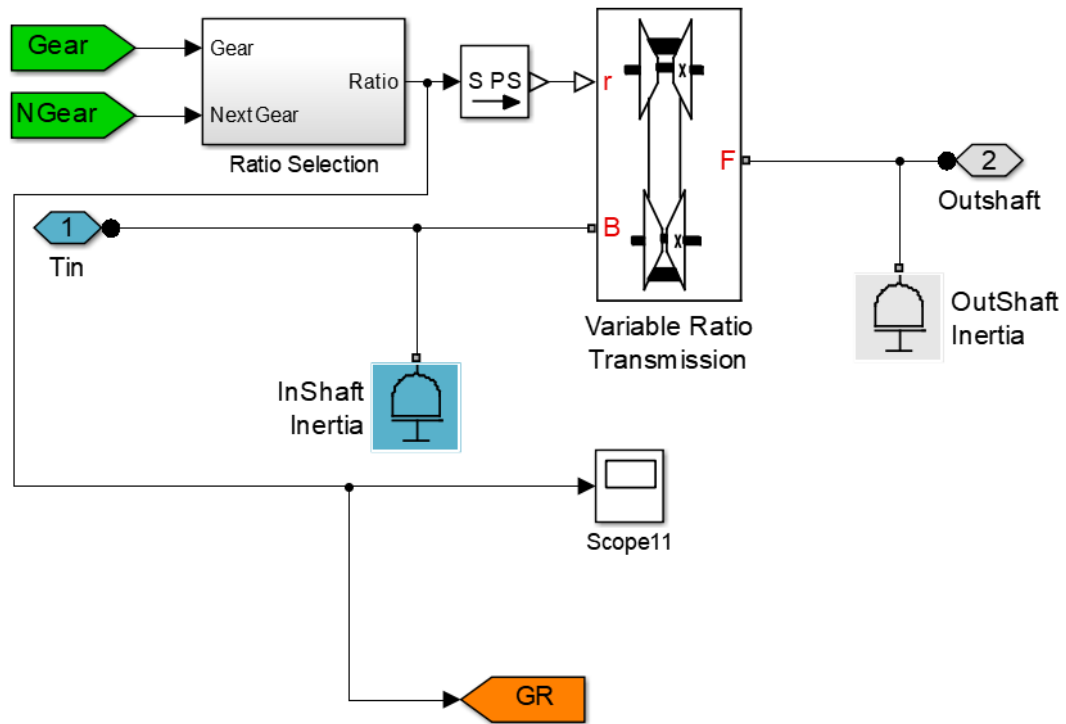 Gear
NGear
Gear
NextGear
Ratio
Ratio Selection
S PS
r
x
x
B
F
Variable Ratio
Transmission
1
Tin
2
Outshaft
OutShaft
Inertia
InShaft
Inertia
Scope11
GR